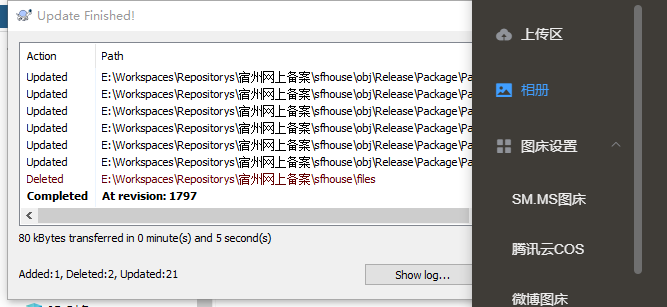 Update Finished!
Action Path
Updated E:\Workspaces\Repositorys\宿州网上备案\sfhouse\obj\Release\Package\Pa
Updated E:\Workspaces\Repositorys\宿州网上备案\sfhouse\obj\Release\Package\Pa
Updated E:\Workspaces\Repositorys\宿州网上备案\sfhouse\obj\Release\Package\Pa
Updated E:\Workspaces\Repositorys\宿州网上备案\sfhouse\obj\Release\Package\Pa
Updated E:\Workspaces\Repositorys\宿州网上备案\sfhouse\obj\Release\Package\Pa
Updated E:\Workspaces\Repositorys\宿州网上备案\sfhouse\obj\Release\Package\Pa
Deleted E:\Workspaces\Repositorys\宿州网上备案\sfhouse\files
Completed At revision: 1797
80 kBytes transferred in 0 minute(s) and 5 second(s)
Added:1, Deleted:2, Updated:21
Show log...
上传区
相册
图床设置
SM.MS图床
腾讯云COS
微博图床